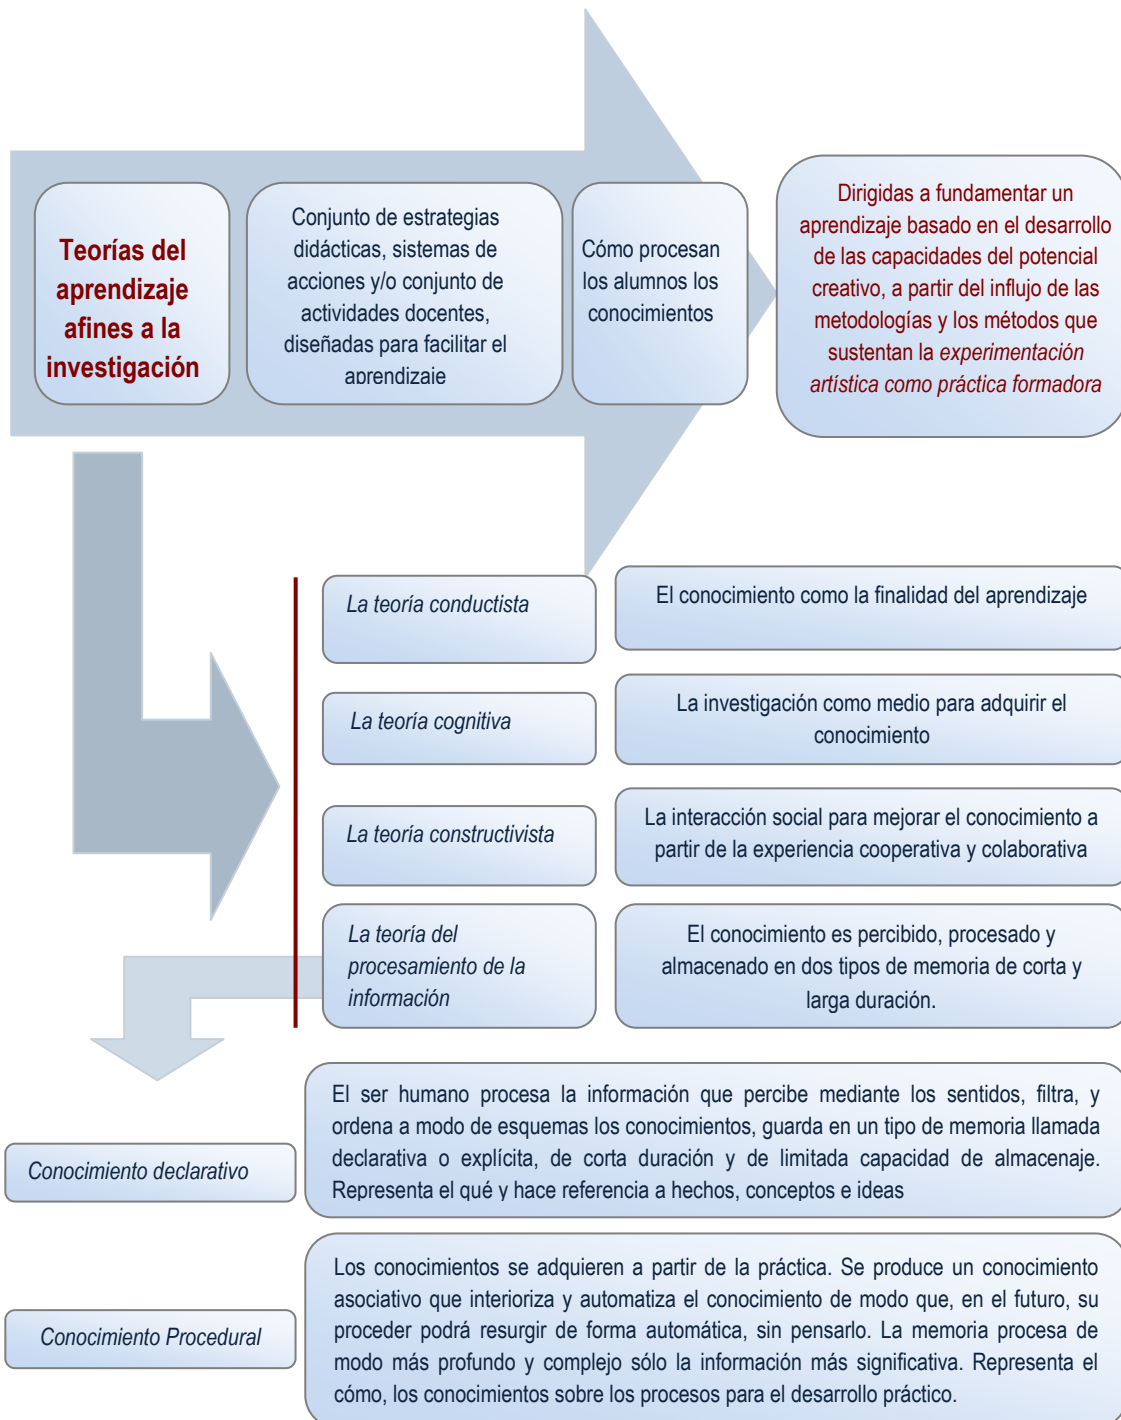 Teorías del
aprendizaje
afines a la
investigación
Conjunto de estrategias
didácticas, sistemas de
acciones y/o conjunto de
actividades docentes,
diseñadas para facilitar el
aprendizaje
Cómo procesan
los alumnos los
conocimientos
Dirigidas a fundamentar un
aprendizaje basado en el desarrollo
de las capacidades del potencial
creativo, a partir del influjo de las
metodologías y los métodos que
sustentan la experimentación
artística como práctica formadora
La teoría conductista
El conocimiento como la finalidad del aprendizaje
La teoría cognitiva
La investigación como medio para adquirir el
conocimiento
La teoría constructivista
La interacción social para mejorar el conocimiento a
partir de la experiencia cooperativa y colaborativa
La teoría del
procesamiento de la
información
El conocimiento es percibido, procesado y
almacenado en dos tipos de memoria de corta y
larga duración.
Conocimiento declarativo
El ser humano procesa la información que percibe mediante los sentidos, filtra, y
ordena a modo de esquemas los conocimientos, guarda en un tipo de memoria llamada
declarativa o explícita, de corta duración y de limitada capacidad de almacenaje.
Representa el qué y hace referencia a hechos, conceptos e ideas
Conocimiento Procedural
Los conocimientos se adquieren a partir de la práctica. Se produce un conocimiento
asociativo que interioriza y automatiza el conocimiento de modo que, en el futuro, su
proceder podrá resurgir de forma automática, sin pensarlo. La memoria procesa de
modo más profundo y complejo sólo la información más significativa. Representa el
cómo, los conocimientos sobre los procesos para el desarrollo práctico.